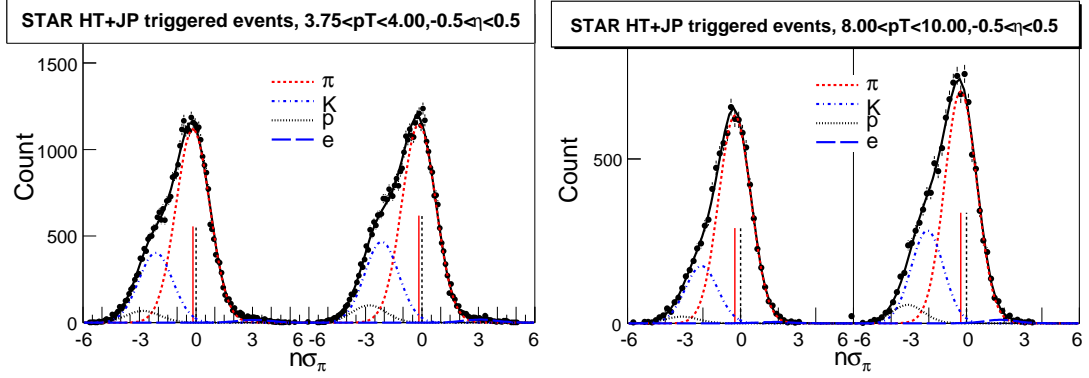 STAR HT+JP triggered events, 3.75<pT<4.00,-0.5<η<0.5
1500
1000
500
0
Count
π
K
p
e
-6 -3 0 3 6 -6 -3 0 3 6
nσπ
STAR HT+JP triggered events, 8.00<pT<10.00,-0.5<η<0.5
500
0
Count
π
K
p
e
-6 -3 0 3 6 -6 -3 0 3 6
nσπ